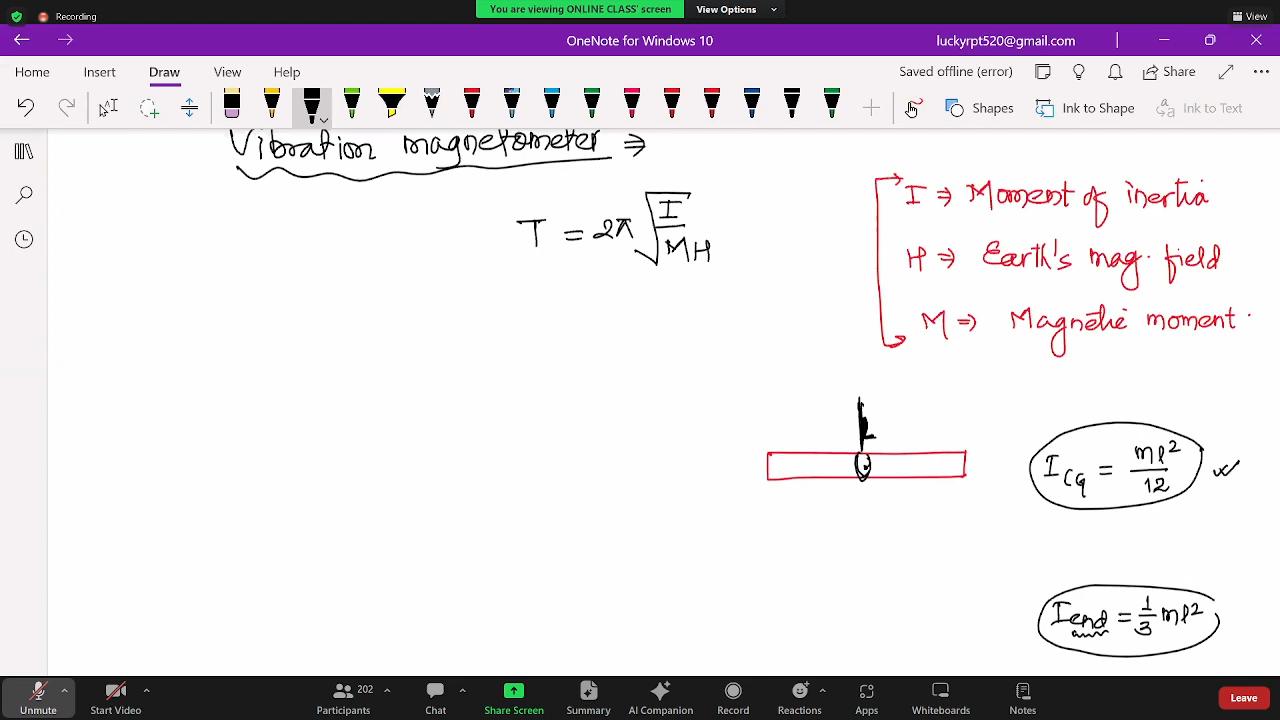 Recording
You are viewing ONLINE CLASS' screen
View Options
View
OneNote for Windows 10
luckyrpt520@gmail.com
Home
Insert
Draw
View
Help
Saved offline (error)
Share
Shapes
Ink to Shape
Ink to Text
Vibration magnetometer ⇒
T = 2π √(I/MH)
I ⇒ Moment of inertia
H ⇒ Earth's mag. field
M ⇒ Magnetic moment.
I_CG = ml²/12
I_end = 1/3 ml²
Unmute
Start Video
202
Participants
Chat
Share Screen
Summary
AI Companion
Record
Reactions
Apps
Whiteboards
Notes
Leave